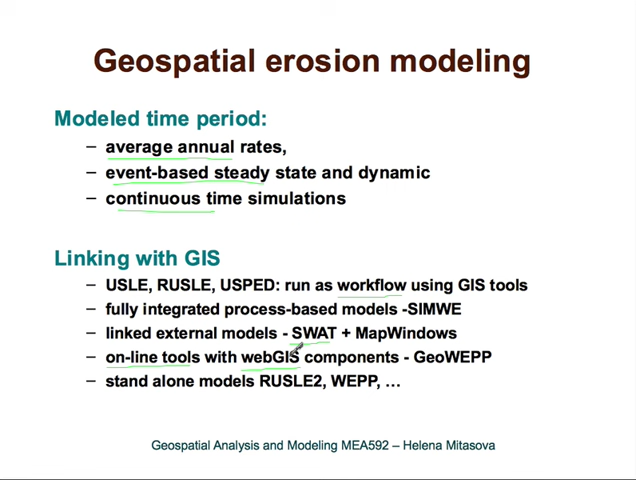 Geospatial erosion modeling
Modeled time period:
– average annual rates,
– event-based steady state and dynamic
– continuous time simulations
Linking with GIS
– USLE, RUSLE, USPED: run as workflow using GIS tools
– fully integrated process-based models -SIMWE
– linked external models - SWAT + MapWindows
– on-line tools with webGIS components - GeoWEPP
– stand alone models RUSLE2, WEPP, …
Geospatial Analysis and Modeling MEA592 – Helena Mitasova